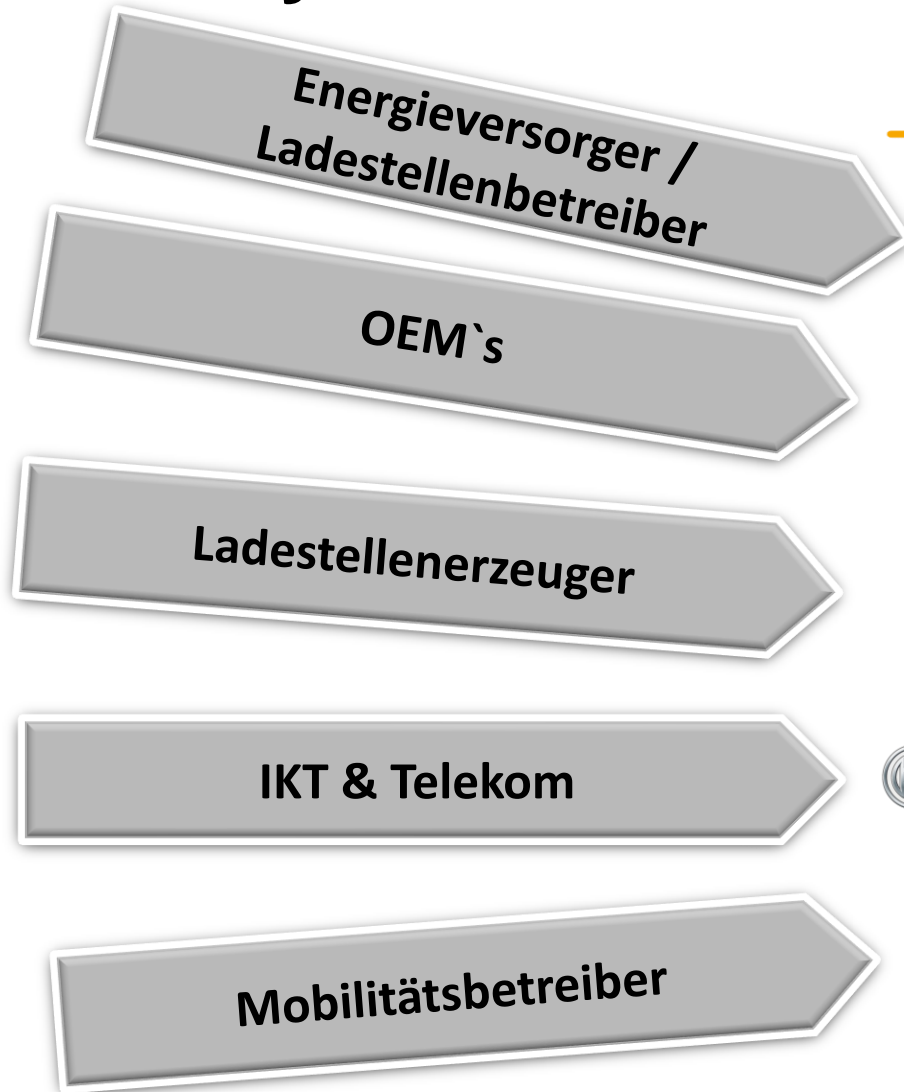 Energieversorger /
Ladestellenbetreiber
OEM`s
Ladestellenerzeuger
IKT & Telekom
Mobilitätsbetreiber